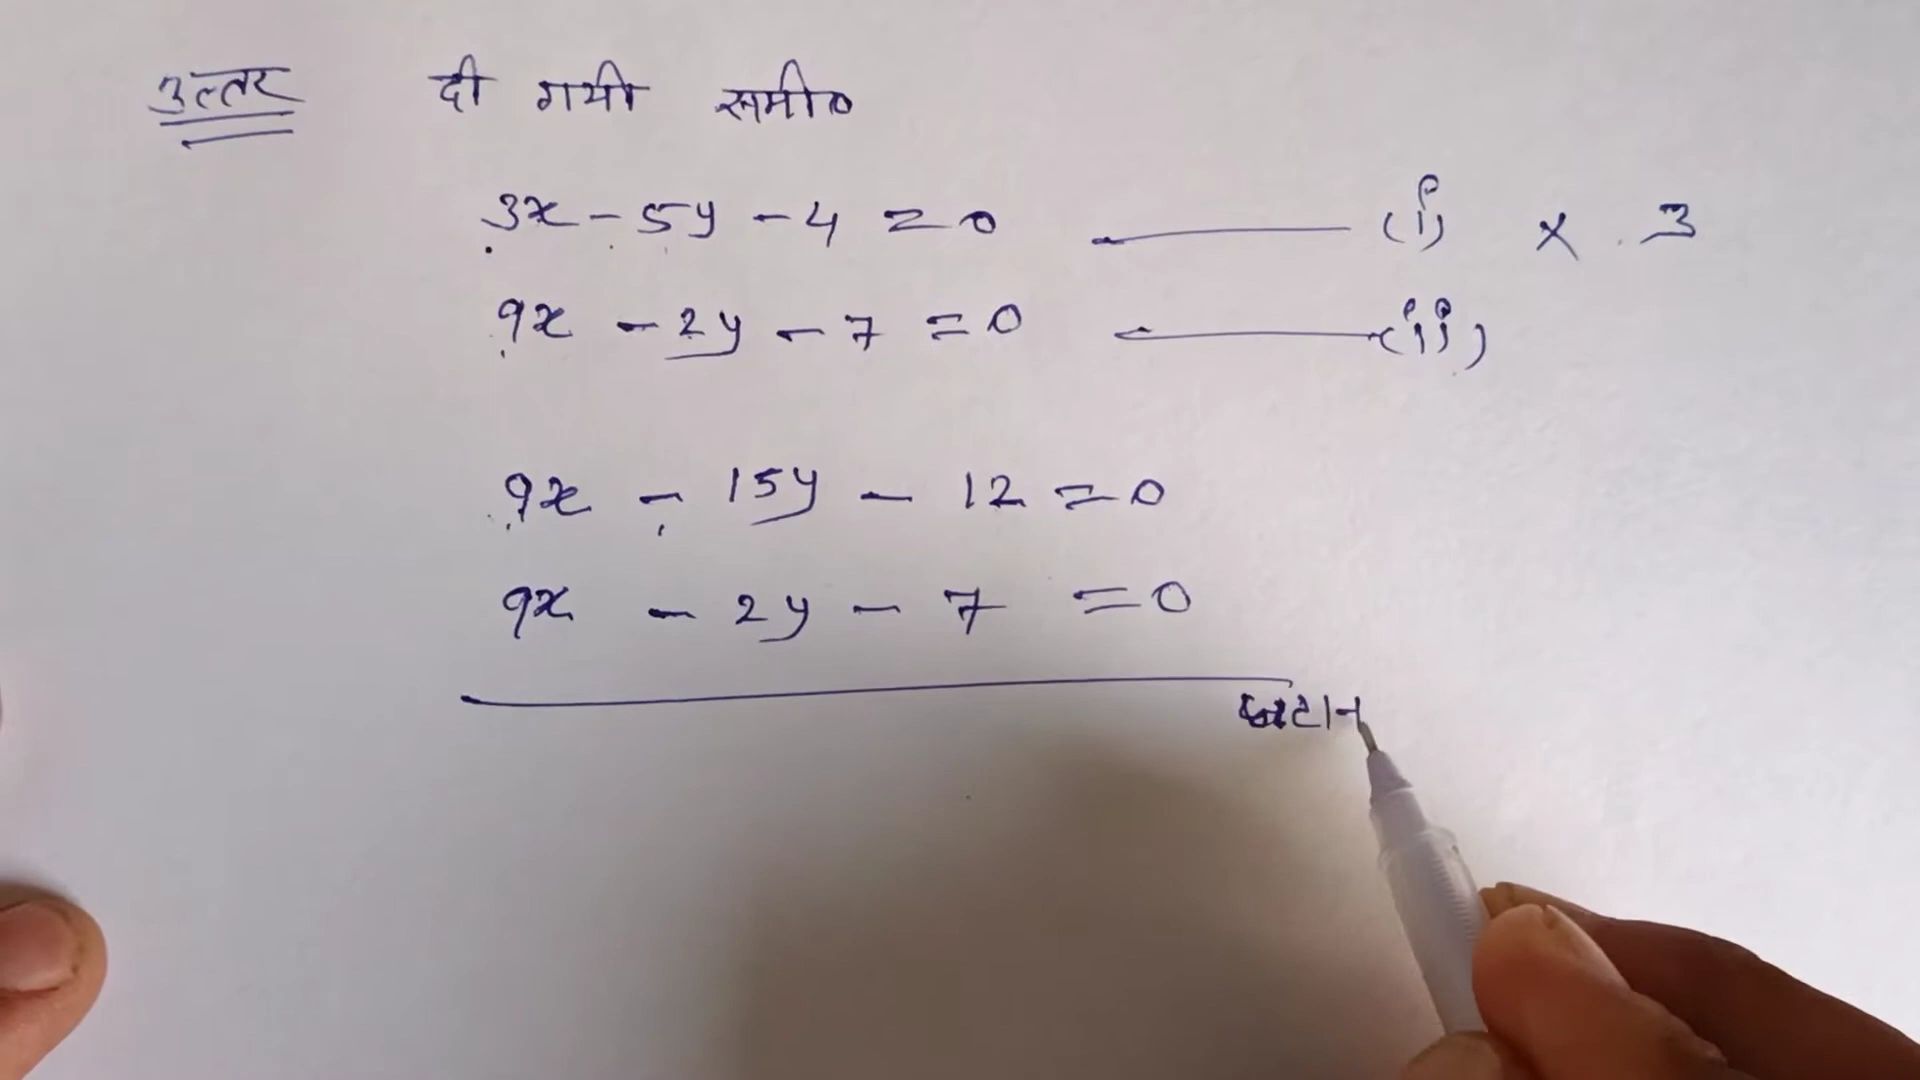 उत्तर दी गयी समी०
3x - 5y - 4 = 0 (i) × 3
9x - 2y - 7 = 0 (ii)
9x - 15y - 12 = 0
9x - 2y - 7 = 0
घटान